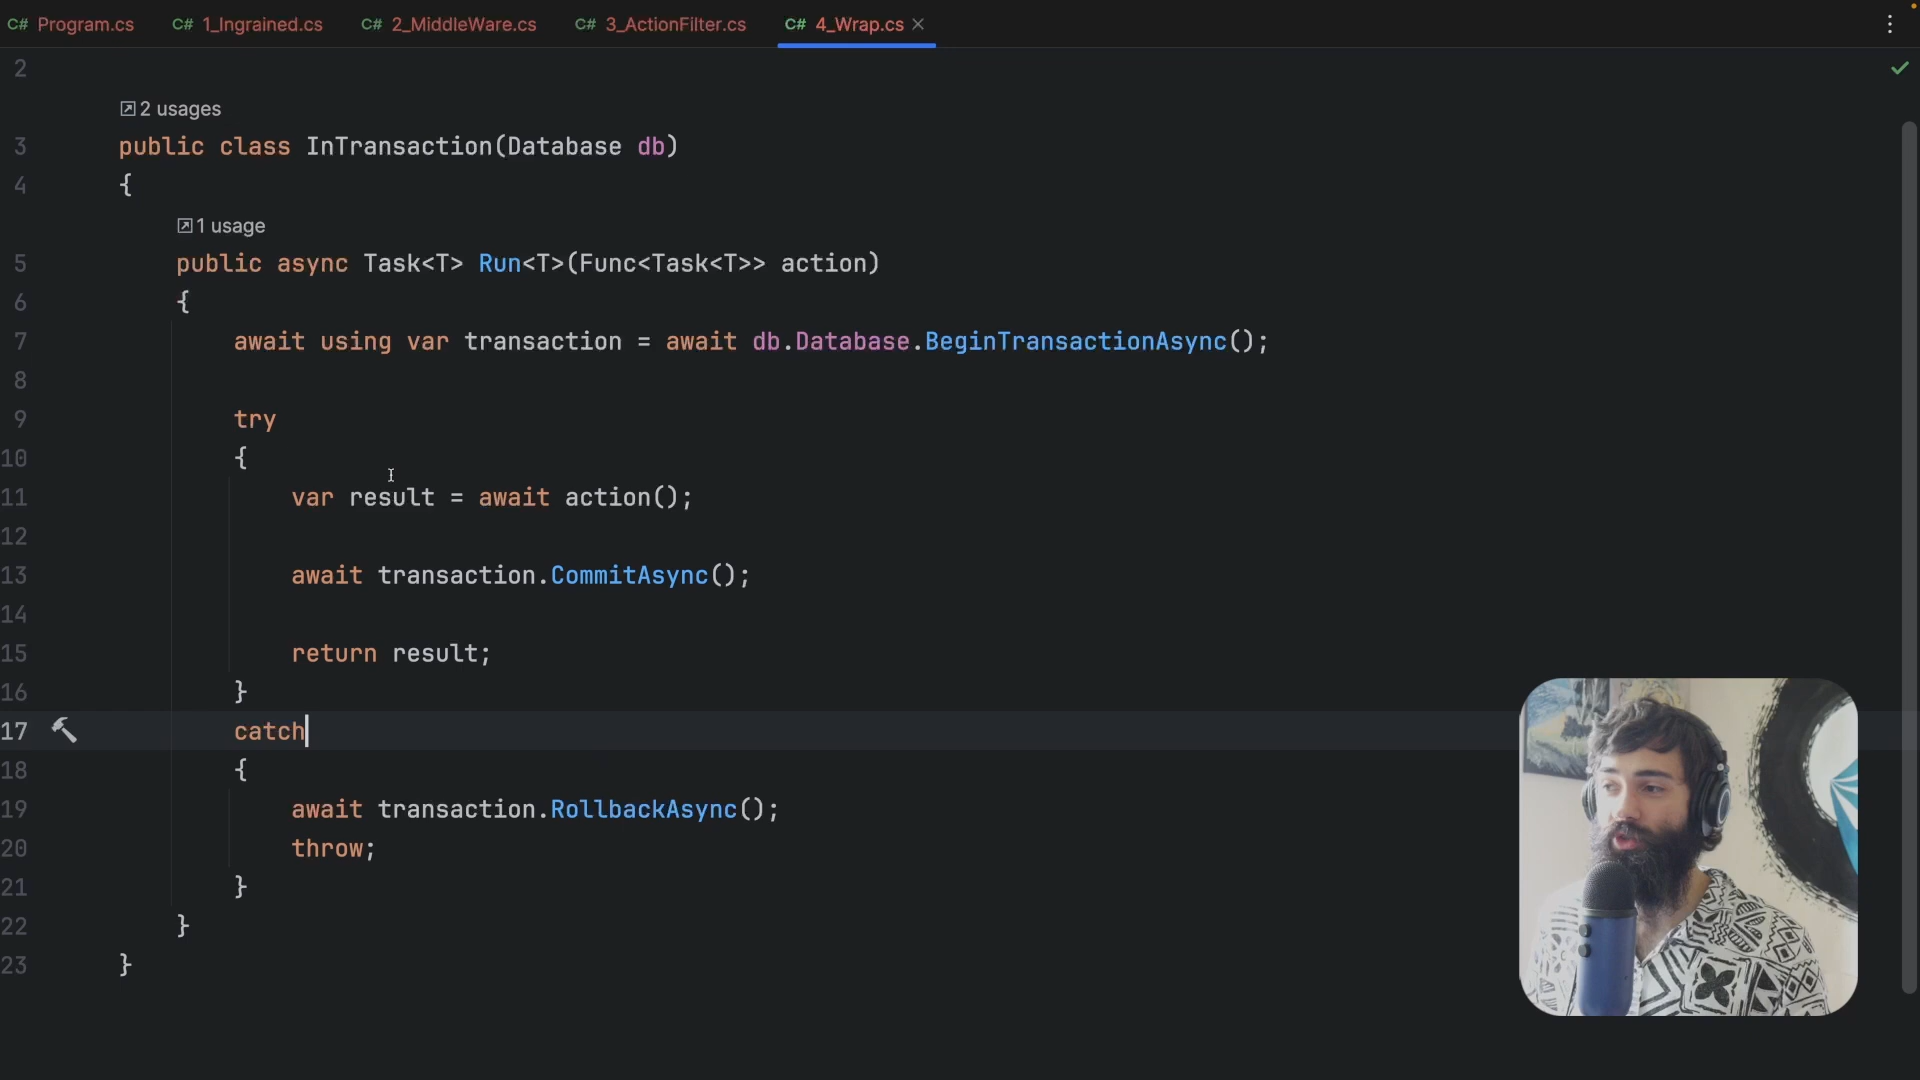 C# Program.cs C# 1_Ingrained.cs C# 2_MiddleWare.cs C# 3_ActionFilter.cs C# 4_Wrap.cs
2
2 usages
3 public class InTransaction(Database db)
4 {
1 usage
5 public async Task<T> Run<T>(Func<Task<T>> action)
6 {
7 await using var transaction = await db.Database.BeginTransactionAsync();
8
9 try
10 {
11 var result = await action();
12
13 await transaction.CommitAsync();
14
15 return result;
16 }
17 catch
18 {
19 await transaction.RollbackAsync();
20 throw;
21 }
22 }
23 }